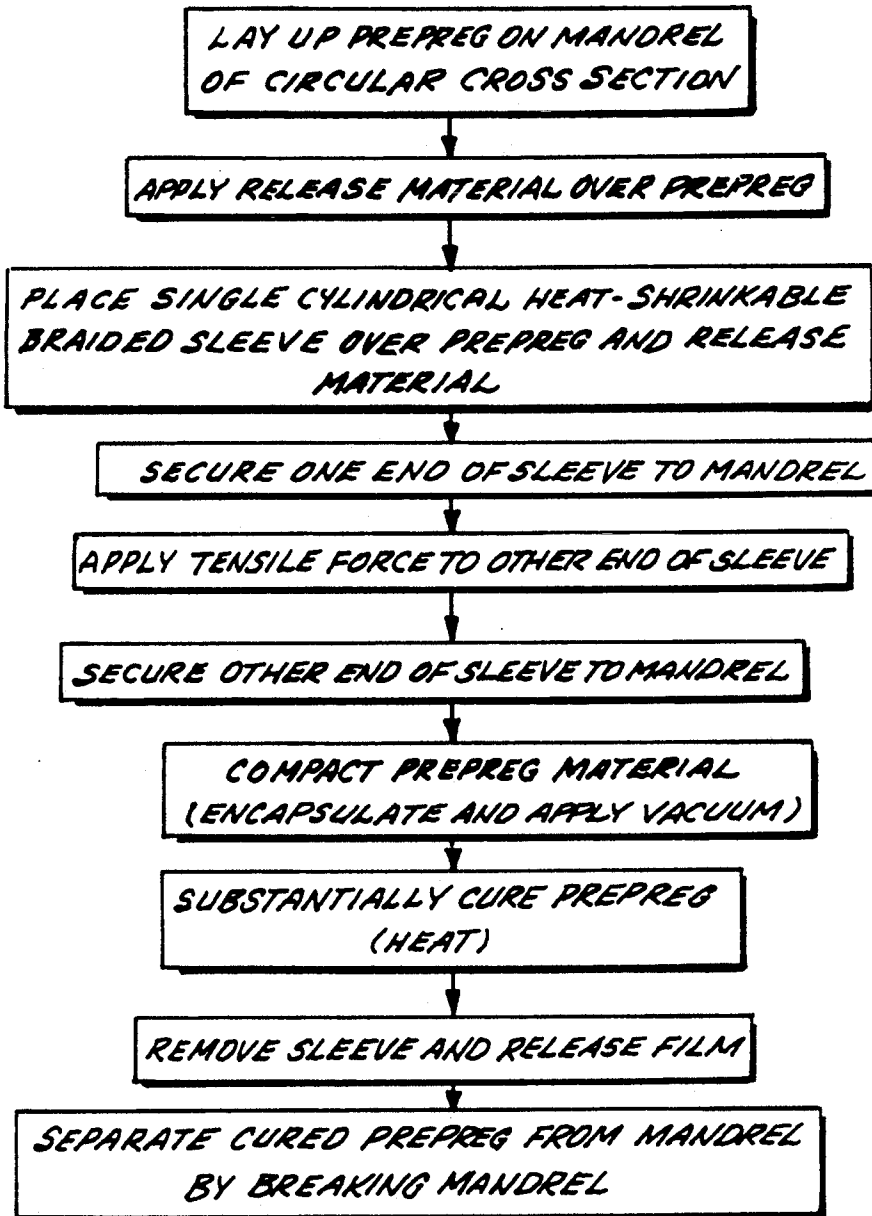 LAY UP PREPREG ON MANDREL
OF CIRCULAR CROSS SECTION
APPLY RELEASE MATERIAL OVER PREPREG
PLACE SINGLE CYLINDRICAL HEAT-SHRINKABLE
BRAIDED SLEEVE OVER PREPREG AND RELEASE
MATERIAL
SECURE ONE END OF SLEEVE TO MANDREL
APPLY TENSILE FORCE TO OTHER END OF SLEEVE
SECURE OTHER END OF SLEEVE TO MANDREL
COMPACT PREPREG MATERIAL
(ENCAPSULATE AND APPLY VACUUM)
SUBSTANTIALLY CURE PREPREG
(HEAT)
REMOVE SLEEVE AND RELEASE FILM
SEPARATE CURED PREPREG FROM MANDREL
BY BREAKING MANDREL